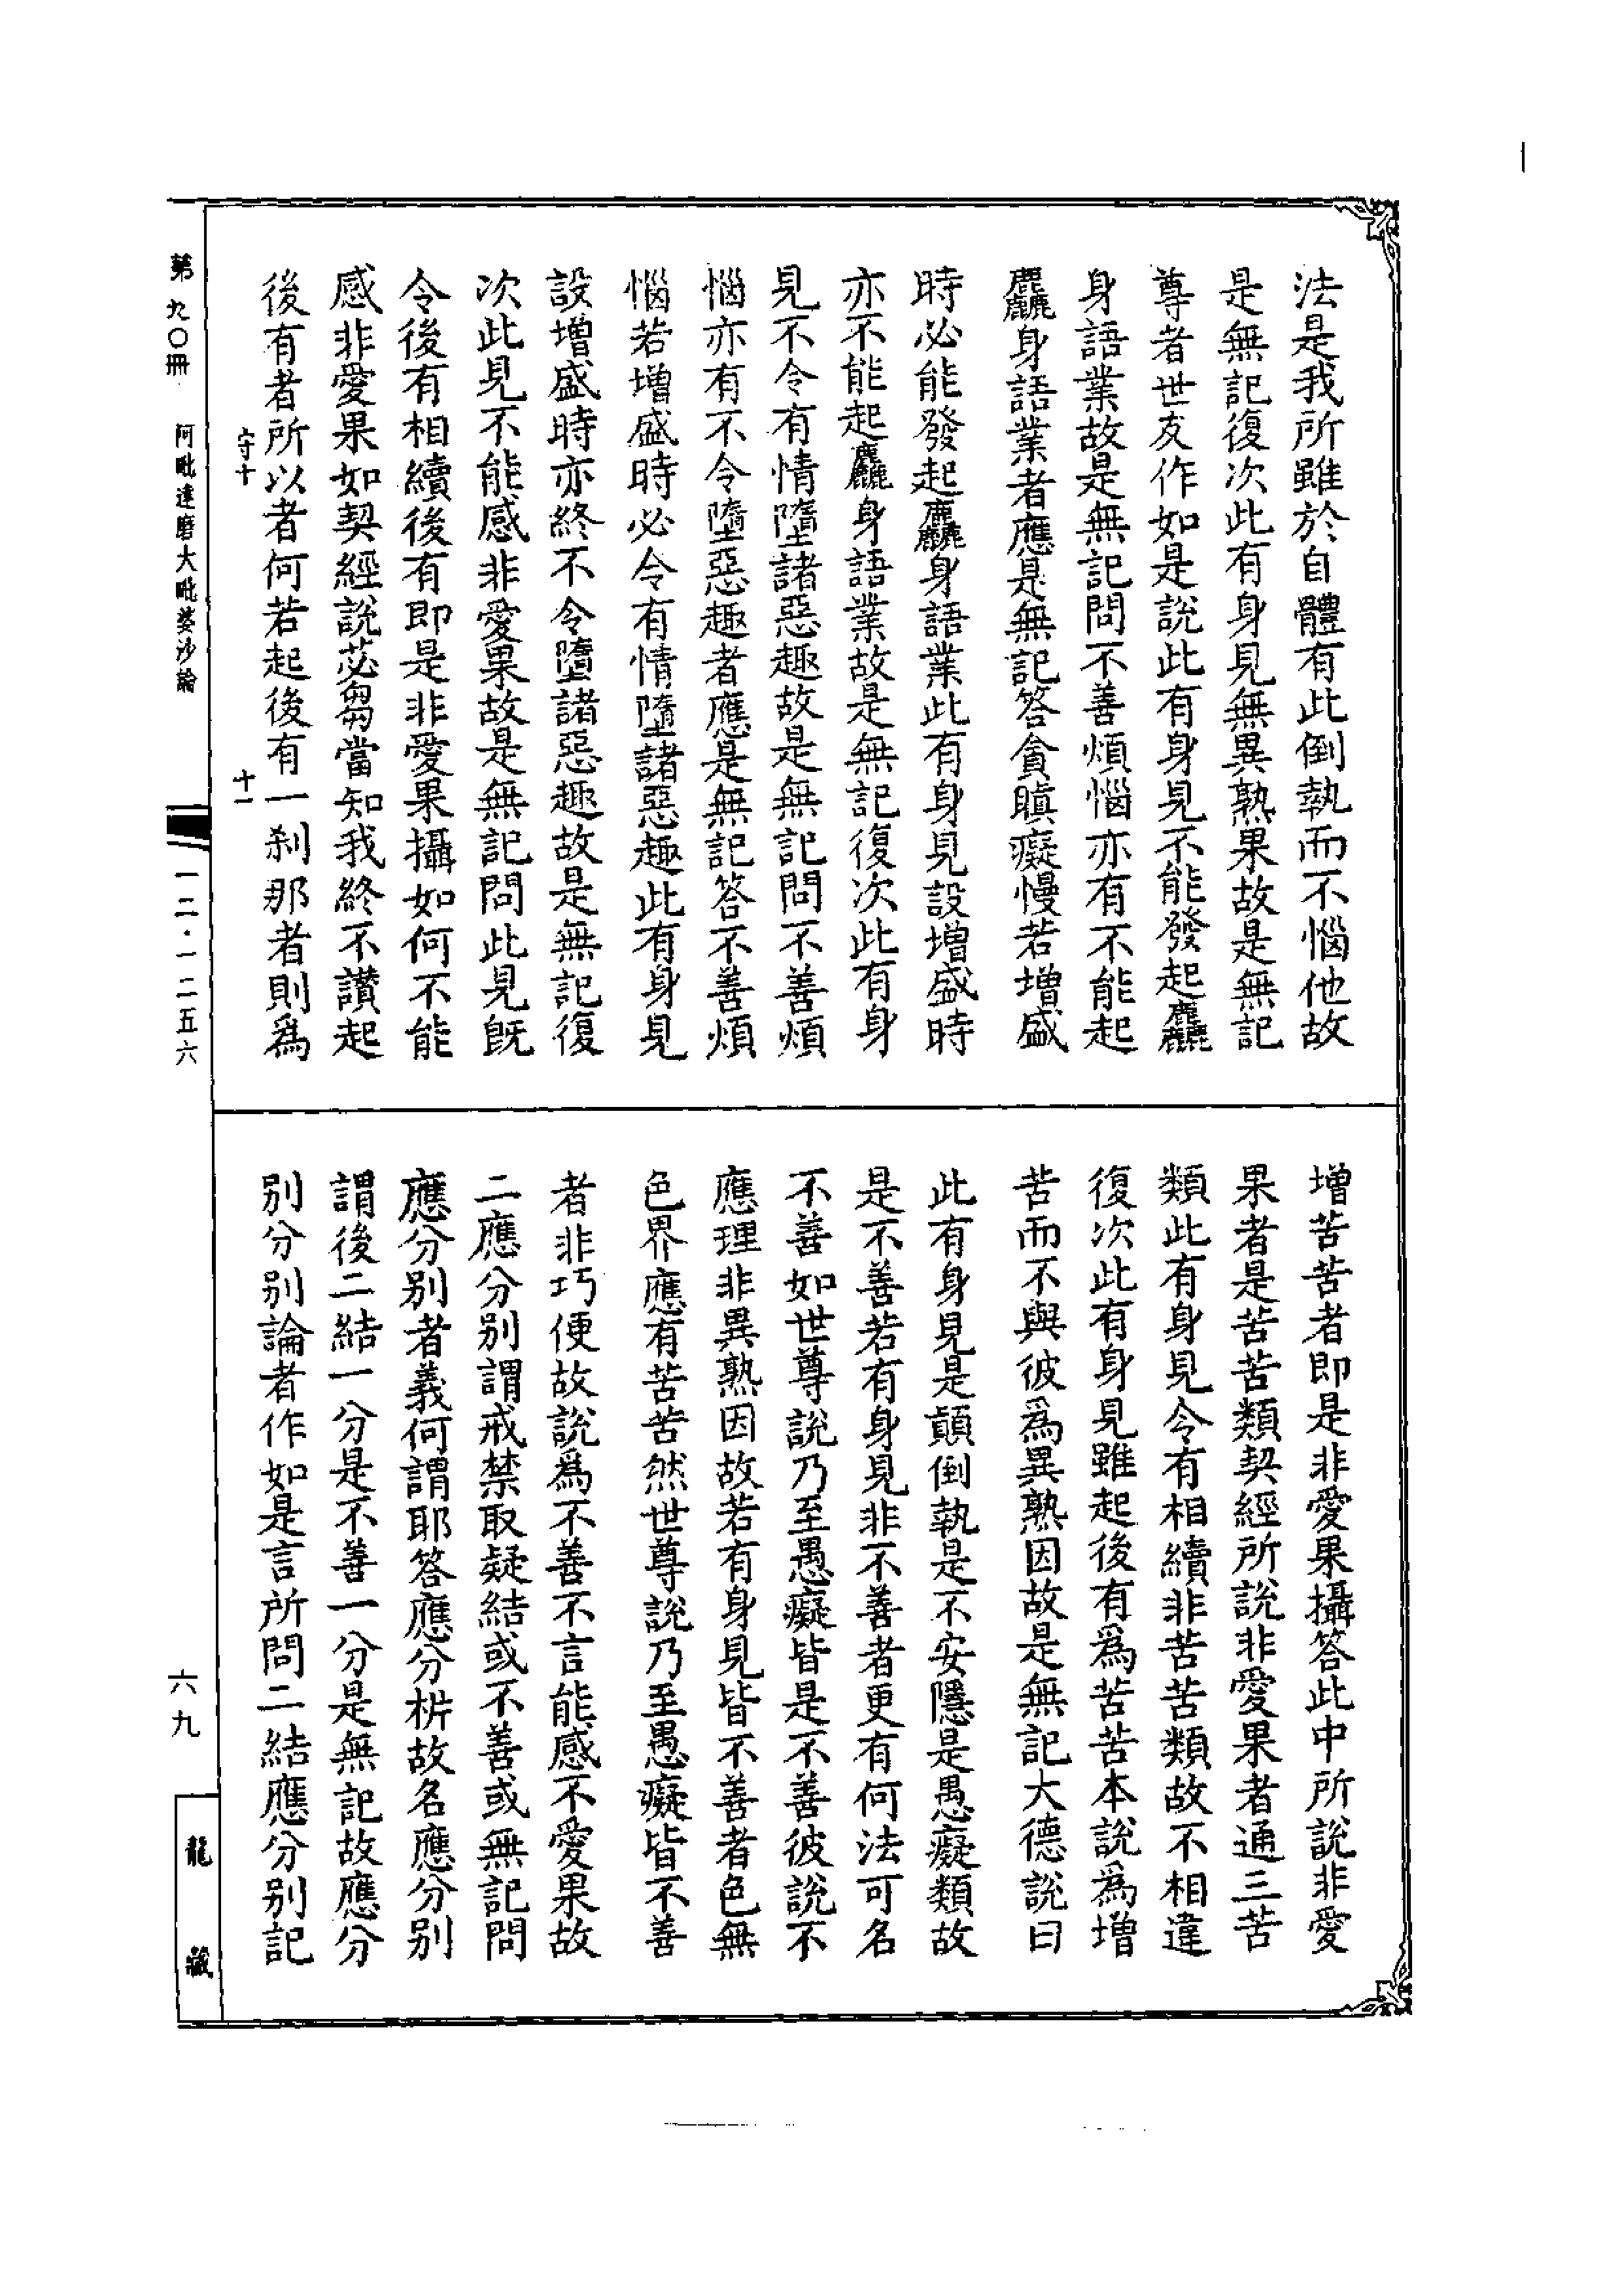 法是我所雖於自體有此倒執而不惱他故
是無記復次此有身見無異熟果故是無記
尊者世友作如是說此有身見不能發起麤
身語業故是無記問不善煩惱亦有不能起
麤身語業者應是無記答貪瞋癡慢若增盛
時必能發起麤身語業此有身見設增盛時
亦不能起麤身語業故是無記復次此有身
見不令有情墮諸惡趣故是無記問不善煩
惱亦有不令墮惡趣者應是無記答不善煩
惱若增盛時必令有情墮諸惡趣此有身見
設增盛時亦終不令墮諸惡趣故是無記復
次此見不能感非愛果故是無記問此見旣
令後有相續後有即是非愛果攝如何不能
感非愛果如契經說苾芻當知我終不讃起
後有者所以者何若起後有一刹那者則爲
守十 十一
增苦苦者即是非愛果攝答此中所說非愛
果者是苦苦類契經所說非愛果者通三苦
類此有身見令有相續非苦苦類故不相違
復次此有身見雖起後有爲苦苦本說爲增
苦而不與彼爲異熟因故是無記大德說曰
此有身見是顛倒執是不安隱是愚癡類故
是不善若有身見非不善者更有何法可名
不善如世尊說乃至愚癡皆是不善彼說不
應理非異熟因故若有身見皆不善者色無
色界應有苦苦然世尊說乃至愚癡皆不善
者非巧便故說爲不善不言能感不愛果故
二應分別謂戒禁取疑結或不善或無記問
應分別者義何謂耶答應分析故名應分別
謂後二結一分是不善一分是無記故應分
別分別論者作如是言所問二結應分別記
第九〇冊 阿毗達磨大毗婆沙論 一二·一二五六 六九 龍藏